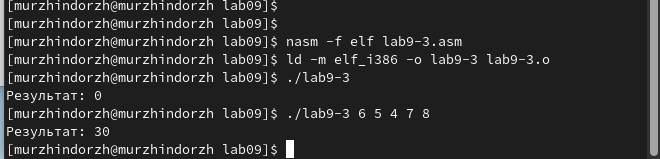 [murzhindorzh@murzhindorzh lab09]$
[murzhindorzh@murzhindorzh lab09]$
[murzhindorzh@murzhindorzh lab09]$ nasm -f elf lab9-3.asm
[murzhindorzh@murzhindorzh lab09]$ ld -m elf_i386 -o lab9-3 lab9-3.o
[murzhindorzh@murzhindorzh lab09]$ ./lab9-3
Результат: 0
[murzhindorzh@murzhindorzh lab09]$ ./lab9-3 6 5 4 7 8
Результат: 30
[murzhindorzh@murzhindorzh lab09]$